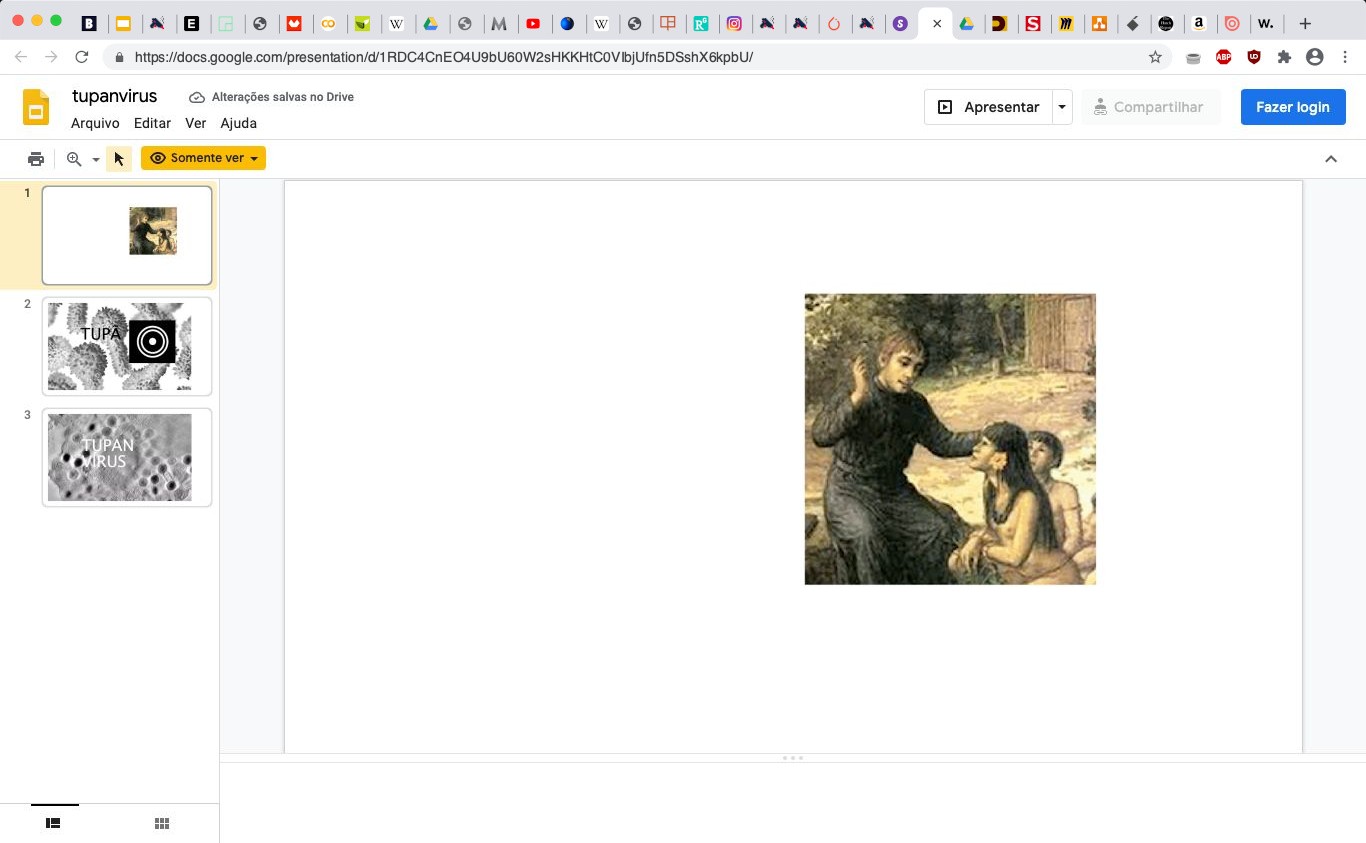 https://docs.google.com/presentation/d/1RDC4CnEO4U9bU60W2sHKKHtC0VIbjUfn5DSshX6kpbU/
tupanvirus
Alterações salvas no Drive
Arquivo Editar Ver Ajuda
Apresentar
Compartilhar
Fazer login
Somente ver
1
2
TUPÃ
3
TUPAN
VIRUS